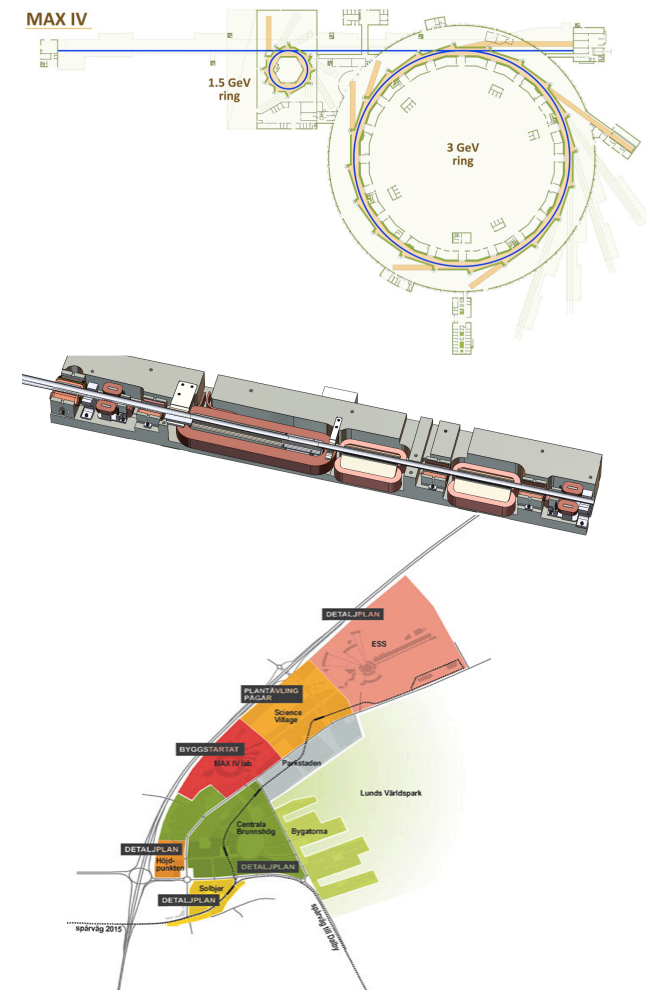 MAX IV
1.5 GeV
ring
3 GeV
ring
DETALJPLAN
ESS
PLANTÄVLING
PÅGÅR
Science
Village
BYGGSTARTAT
MAX IV lab
Parkstaden
Lunds Världspark
Centrala
Brunnshög
Bygatorna
DETALJPLAN
Höjd-
punkten
DETALJPLAN
Solbjer
DETALJPLAN
spårväg 2015
spårväg till Dalby